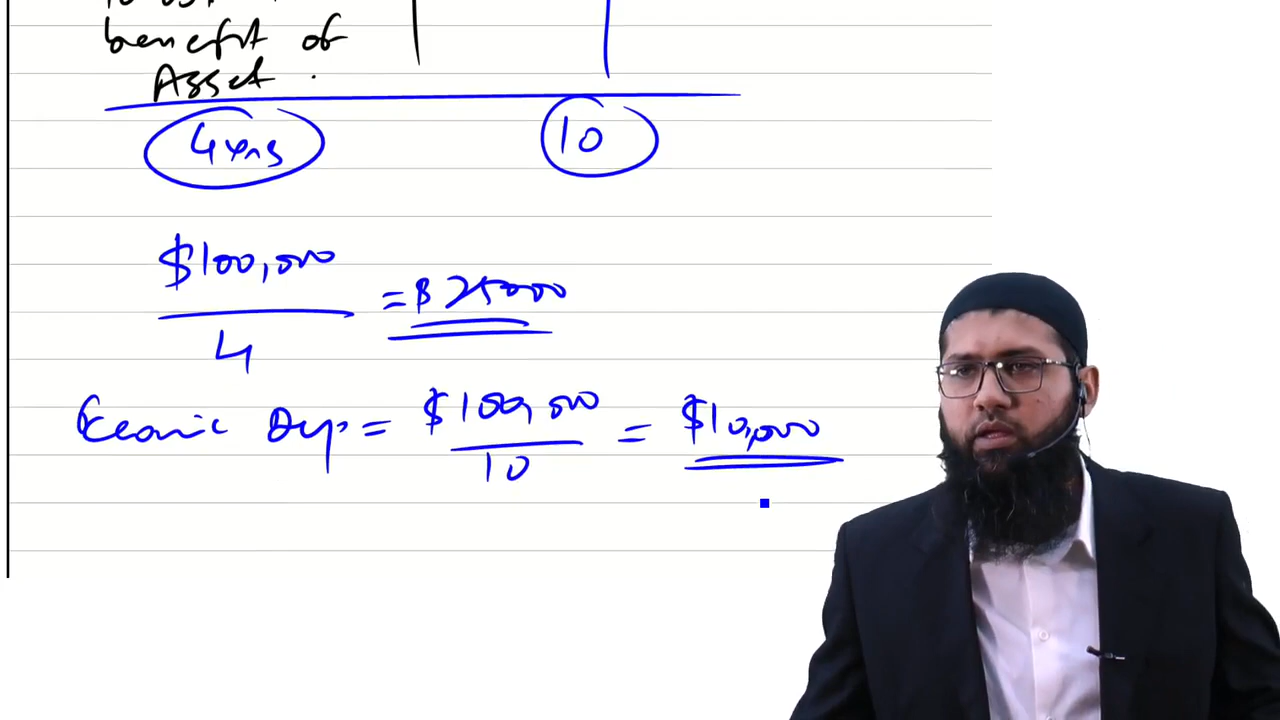 benefit of
Asset.
4yrs 10
$100,000
= $25000
4
Economic Dep = $100,000 = $10,000
10